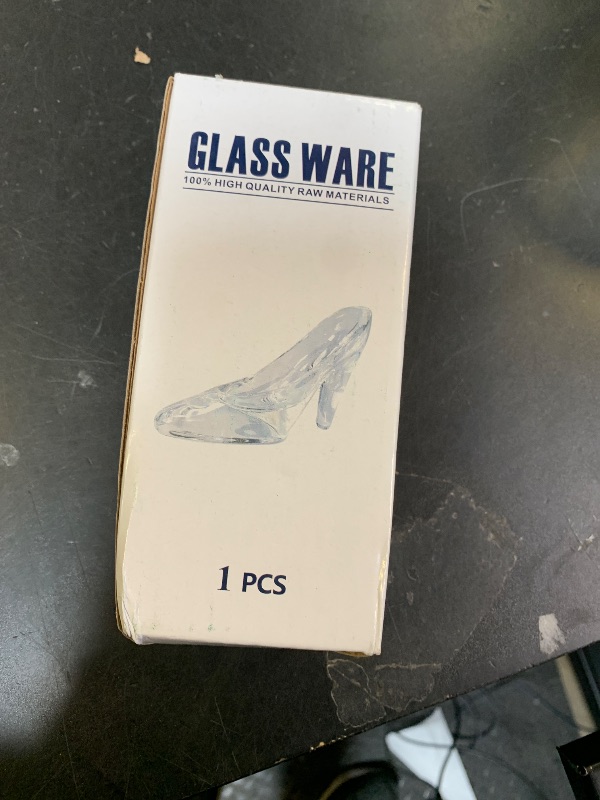 GLASS WARE
100% HIGH QUALITY RAW MATERIALS
1 PCS